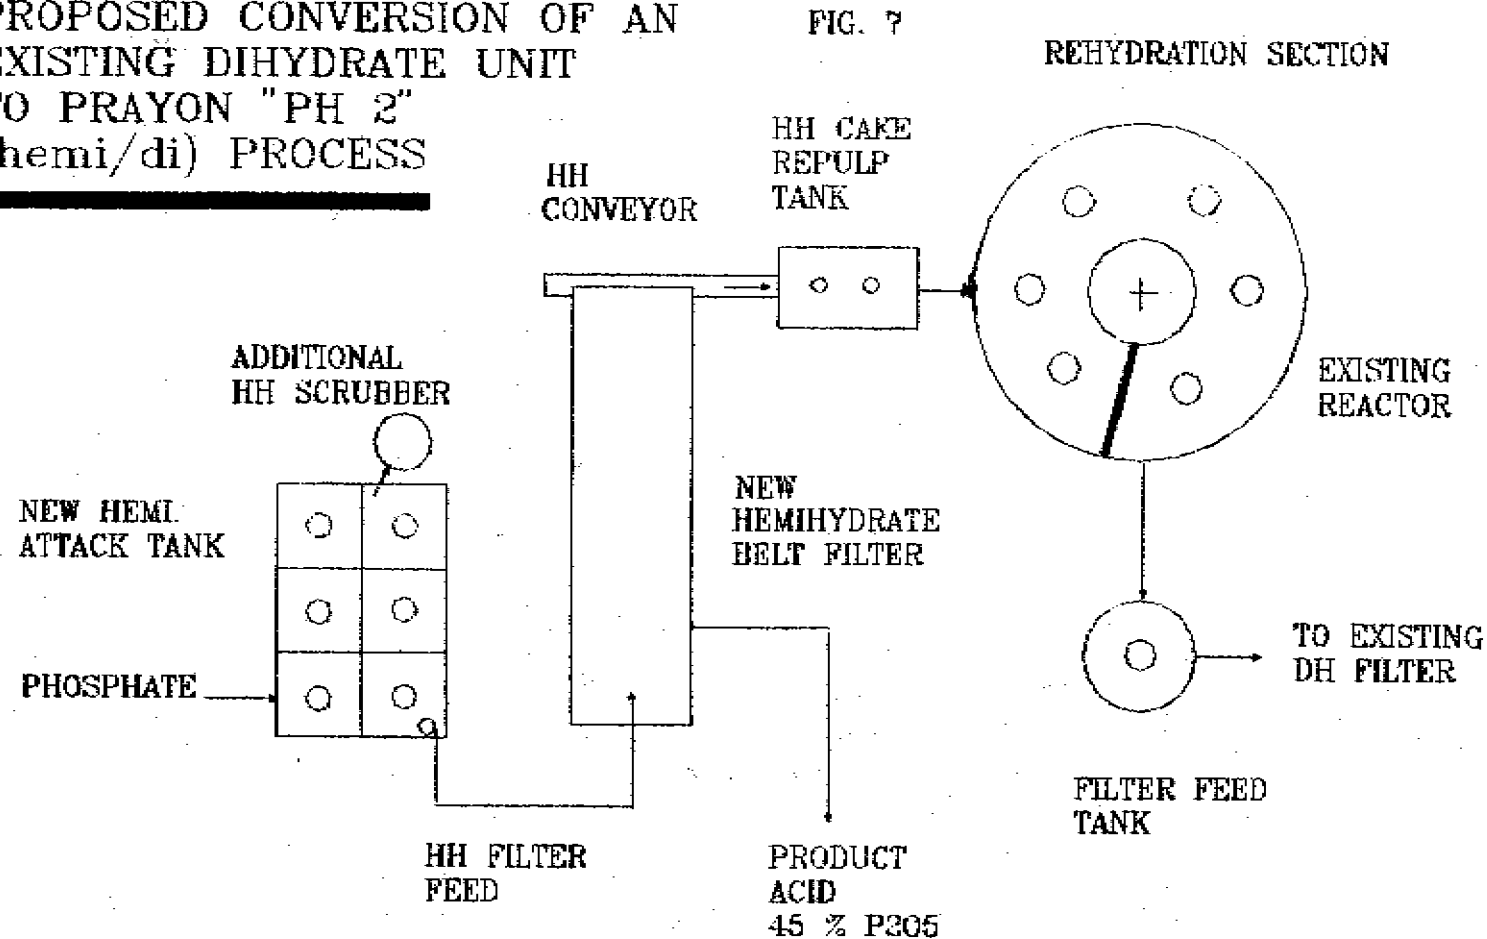 PROPOSED CONVERSION OF AN
EXISTING DIHYDRATE UNIT
TO PRAYON "PH 2"
hemi/di) PROCESS
FIG. 7
REHYDRATION SECTION
HH CAKE
REPULP
TANK
HH
CONVEYOR
ADDITIONAL
HH SCRUBBER
EXISTING
REACTOR
NEW HEMI.
ATTACK TANK
NEW
HEMIHYDRATE
BELT FILTER
PHOSPHATE
TO EXISTING
DH FILTER
FILTER FEED
TANK
HH FILTER
FEED
PRODUCT
ACID
45 % P2O5